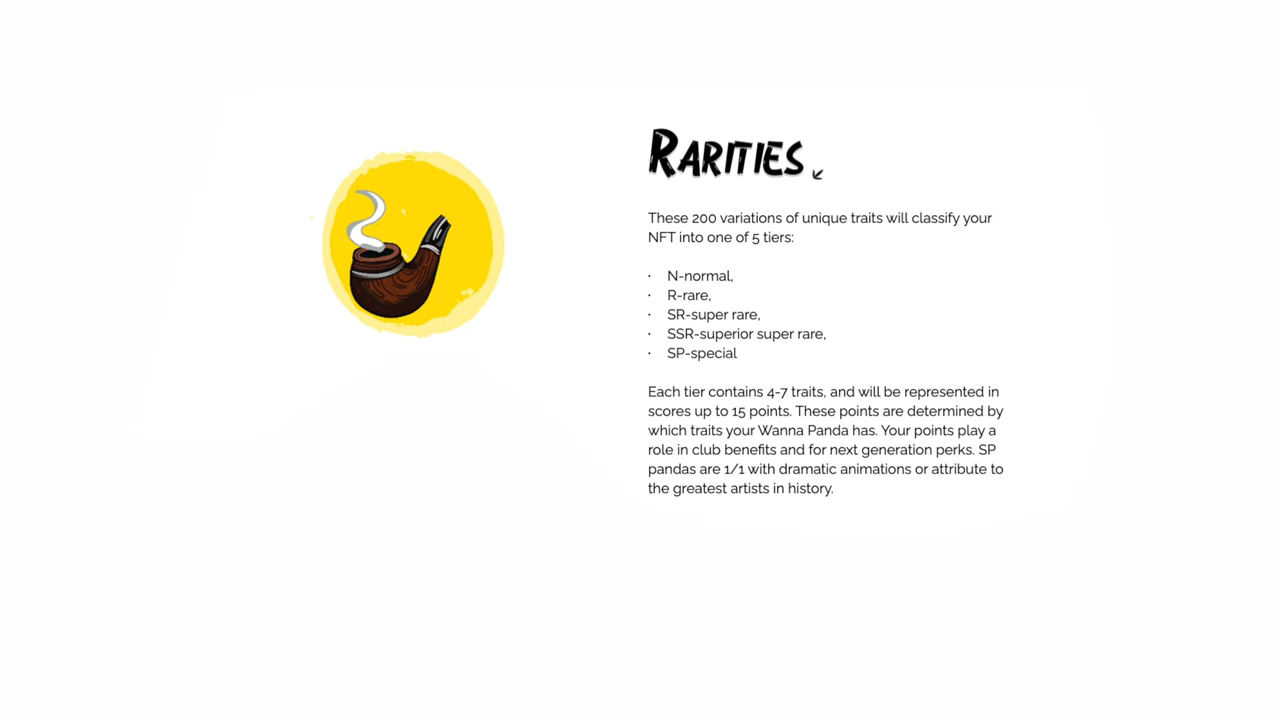 RARITIES
These 200 variations of unique traits will classify your
NFT into one of 5 tiers:
· N-normal,
· R-rare,
· SR-super rare,
· SSR-superior super rare,
· SP-special
Each tier contains 4-7 traits, and will be represented in
scores up to 15 points. These points are determined by
which traits your Wanna Panda has. Your points play a
role in club benefits and for next generation perks. SP
pandas are 1/1 with dramatic animations or attribute to
the greatest artists in history.